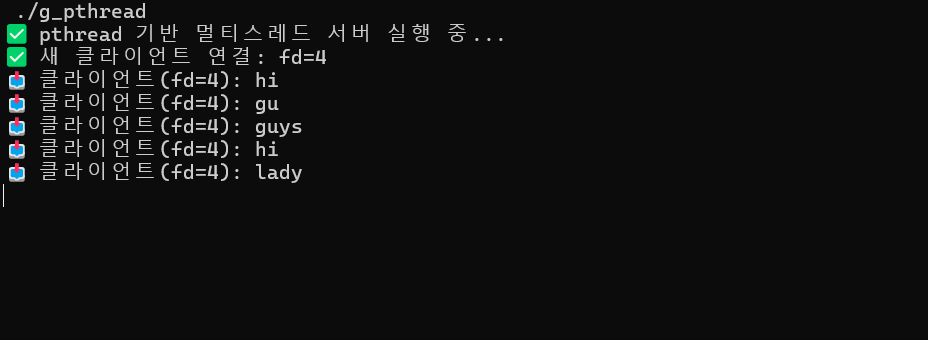 ./g_pthread
✅ pthread 기반 멀티스레드 서버 실행 중...
✅ 새 클라이언트 연결: fd=4
📥 클라이언트(fd=4): hi
📥 클라이언트(fd=4): gu
📥 클라이언트(fd=4): guys
📥 클라이언트(fd=4): hi
📥 클라이언트(fd=4): lady